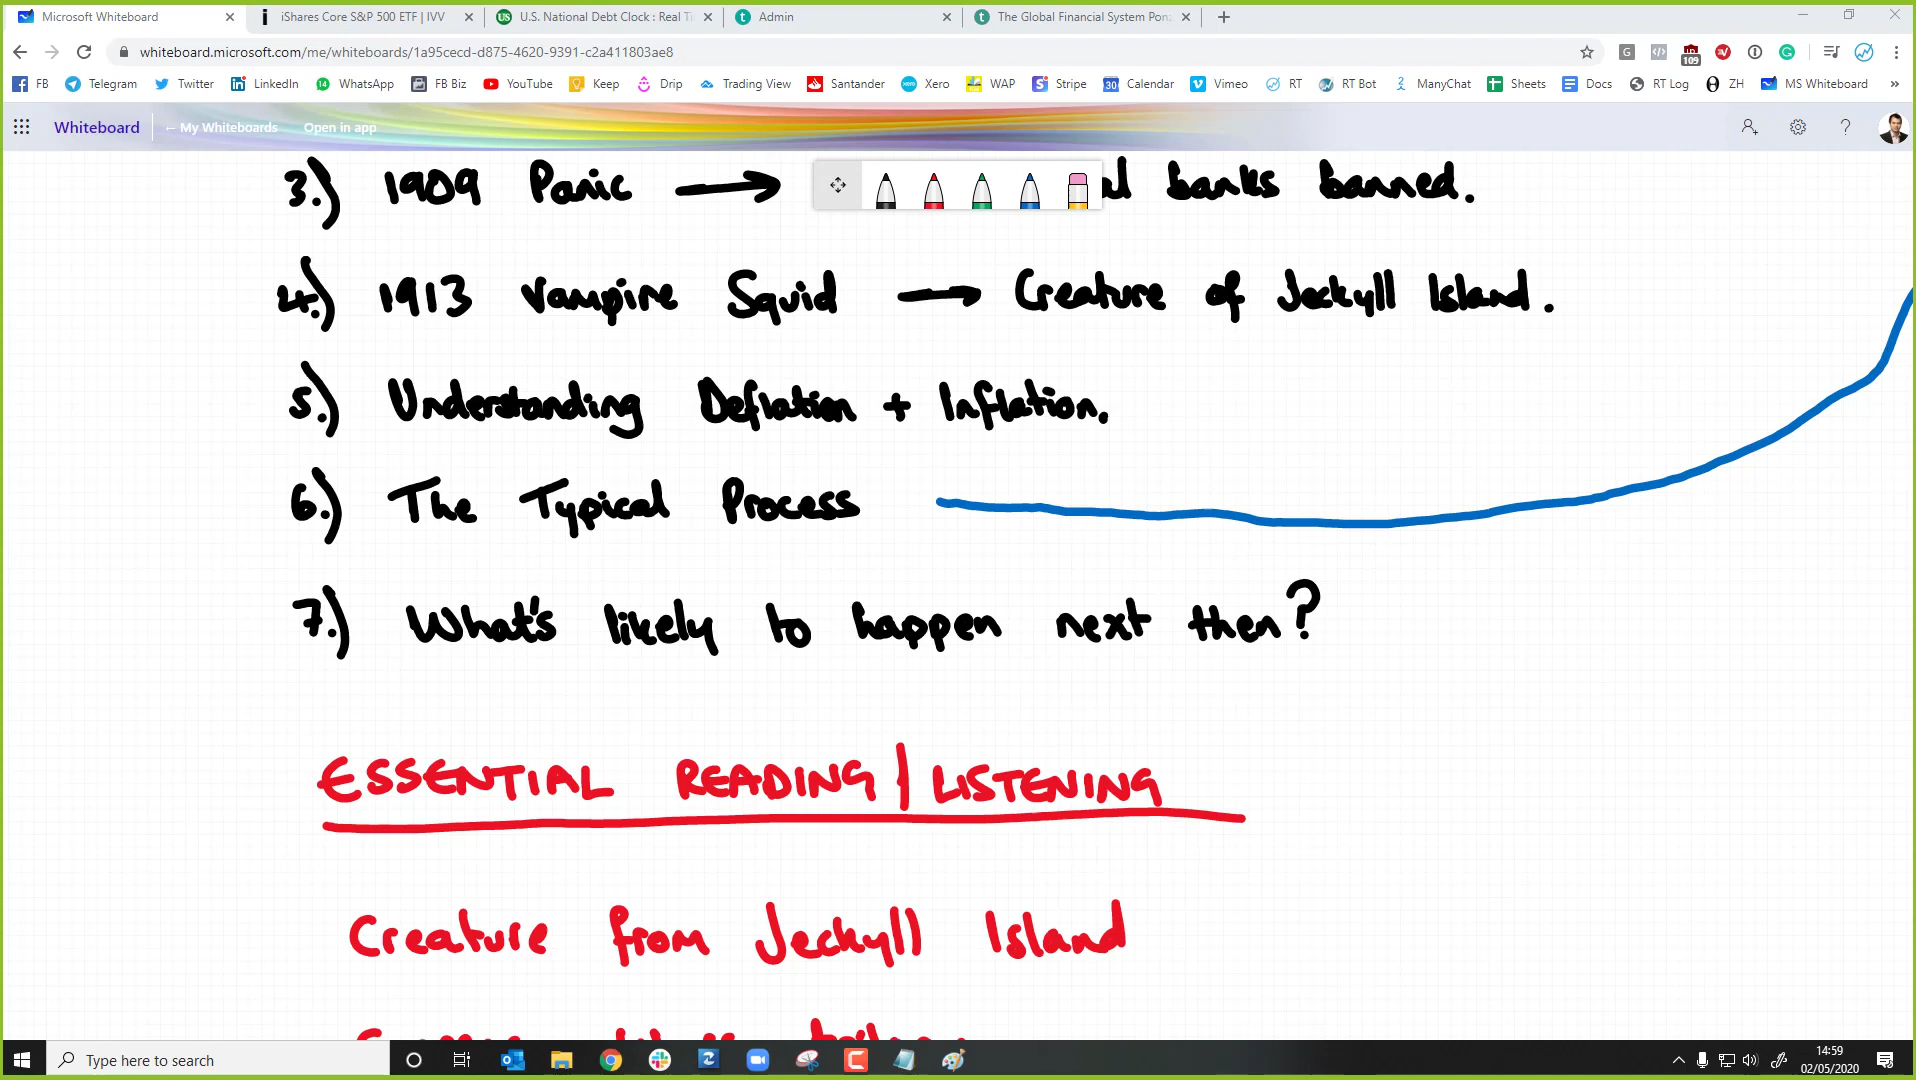 Microsoft Whiteboard
iShares Core S&P 500 ETF | IVV
U.S. National Debt Clock : Real Ti
Admin
The Global Financial System Pon
whiteboard.microsoft.com/me/whiteboards/1a95cecd-d875-4620-9391-c2a411803ae8
109
FB Telegram Twitter LinkedIn WhatsApp FB Biz YouTube Keep Drip Trading View Santander Xero WAP Stripe Calendar Vimeo RT RT Bot ManyChat Sheets Docs RT Log ZH MS Whiteboard »
Whiteboard ← My Whiteboards Open in app
3.) 1909 Panic banks banned.
4.) 1913 Vampire Squid Creature of Jeckyll Island.
5.) Understanding Deflation + Inflation.
6.) The Typical Process
7.) What's likely to happen next then?
ESSENTIAL READING | LISTENING
Creature from Jeckyll Island
Type here to search
14:59
02/05/2020